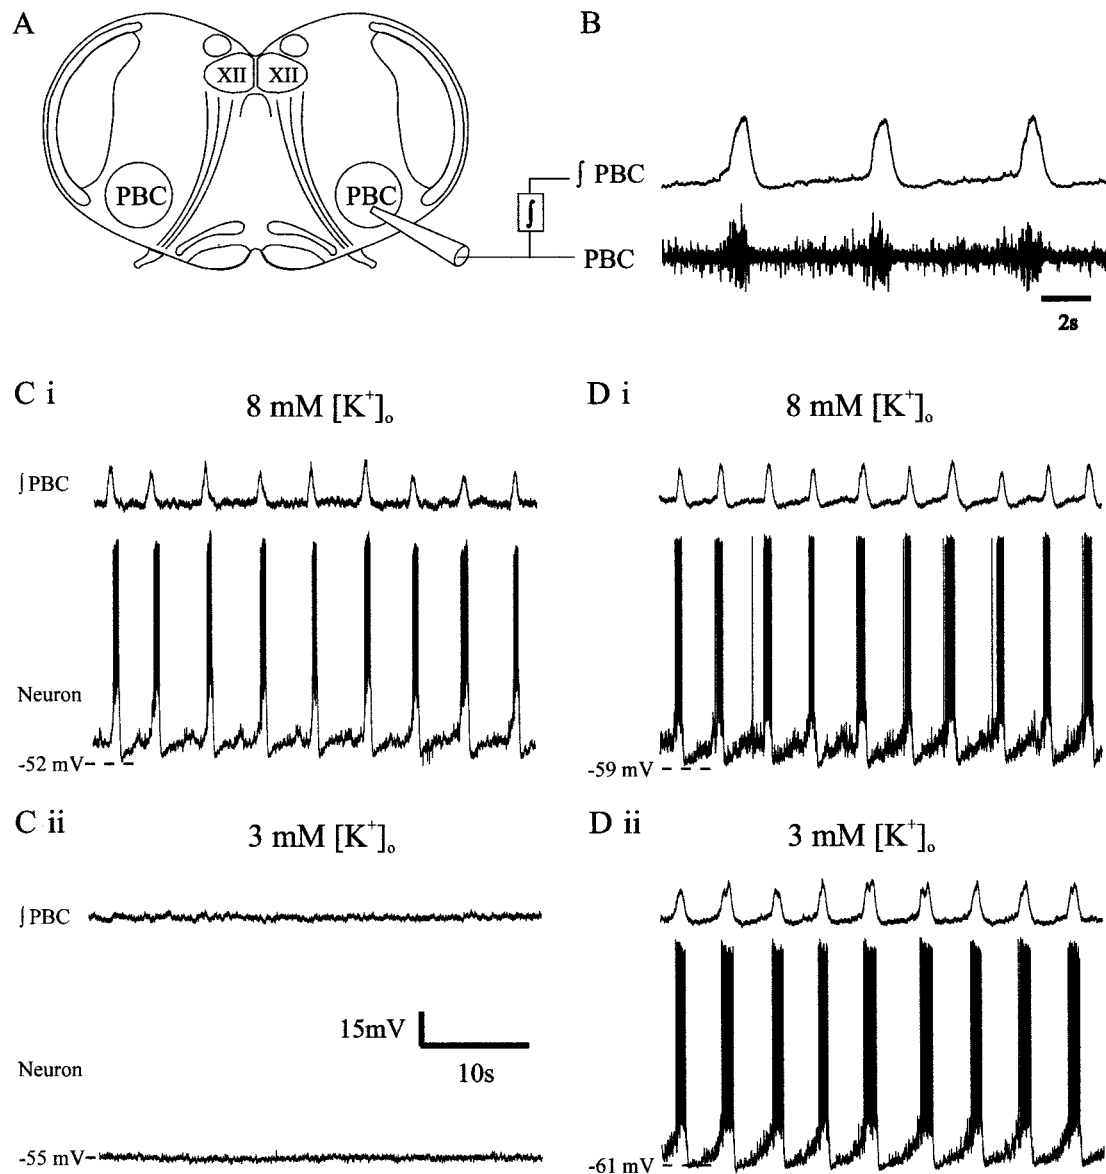 A
XII XII
PBC PBC
∫
B
∫ PBC
PBC
2s
C i
8 mM [K⁺]ₒ
∫ PBC
Neuron
-52 mV
D i
8 mM [K⁺]ₒ
-59 mV
C ii
3 mM [K⁺]ₒ
∫ PBC
15mV
10s
Neuron
-55 mV
D ii
3 mM [K⁺]ₒ
-61 mV